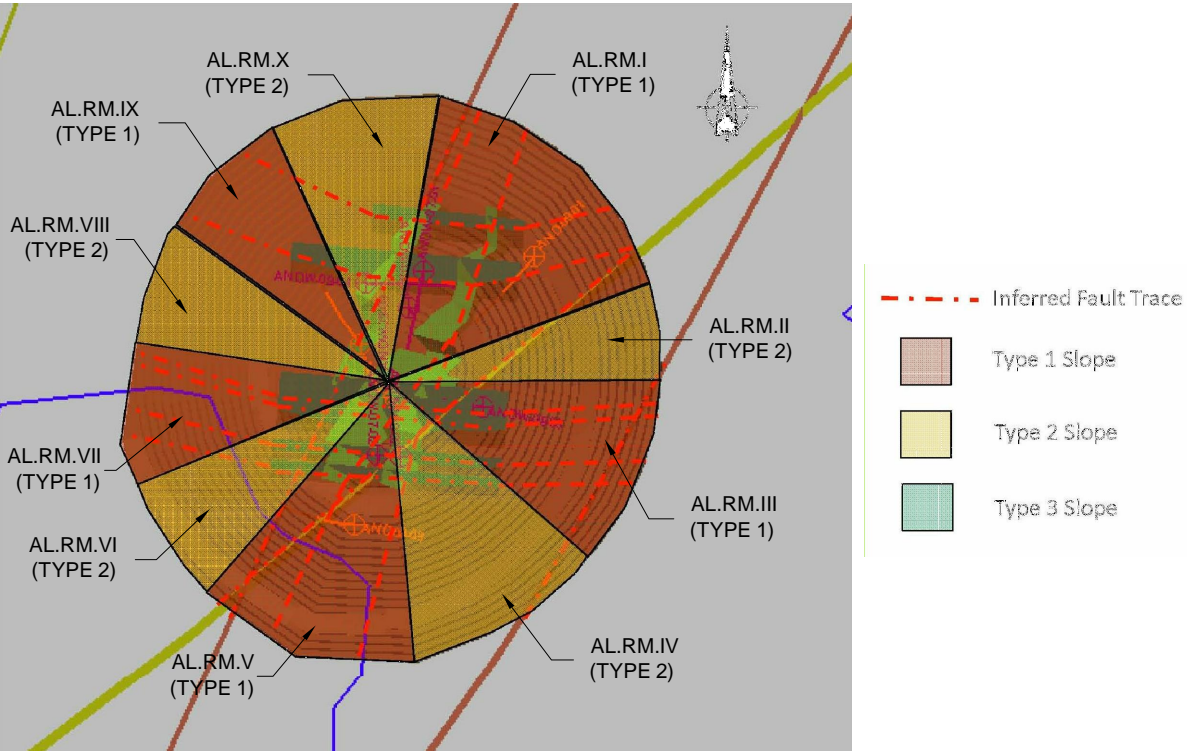 AL.RM.X
(TYPE 2)
AL.RM.I
(TYPE 1)
AL.RM.IX
(TYPE 1)
AL.RM.VIII
(TYPE 2)
AL.RM.II
(TYPE 2)
AL.RM.VII
(TYPE 1)
AL.RM.III
(TYPE 1)
AL.RM.VI
(TYPE 2)
AL.RM.IV
(TYPE 2)
AL.RM.V
(TYPE 1)
Inferred Fault Trace
Type 1 Slope
Type 2 Slope
Type 3 Slope